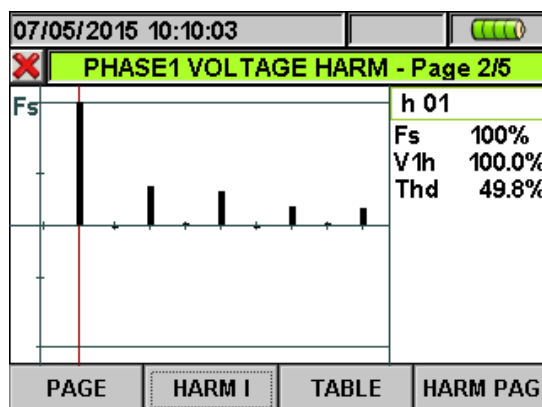 07/05/2015 10:10:03
PHASE1 VOLTAGE HARM - Page 2/5
Fs
h 01
Fs 100%
V1h 100.0%
Thd 49.8%
PAGE HARM I TABLE HARM PAG